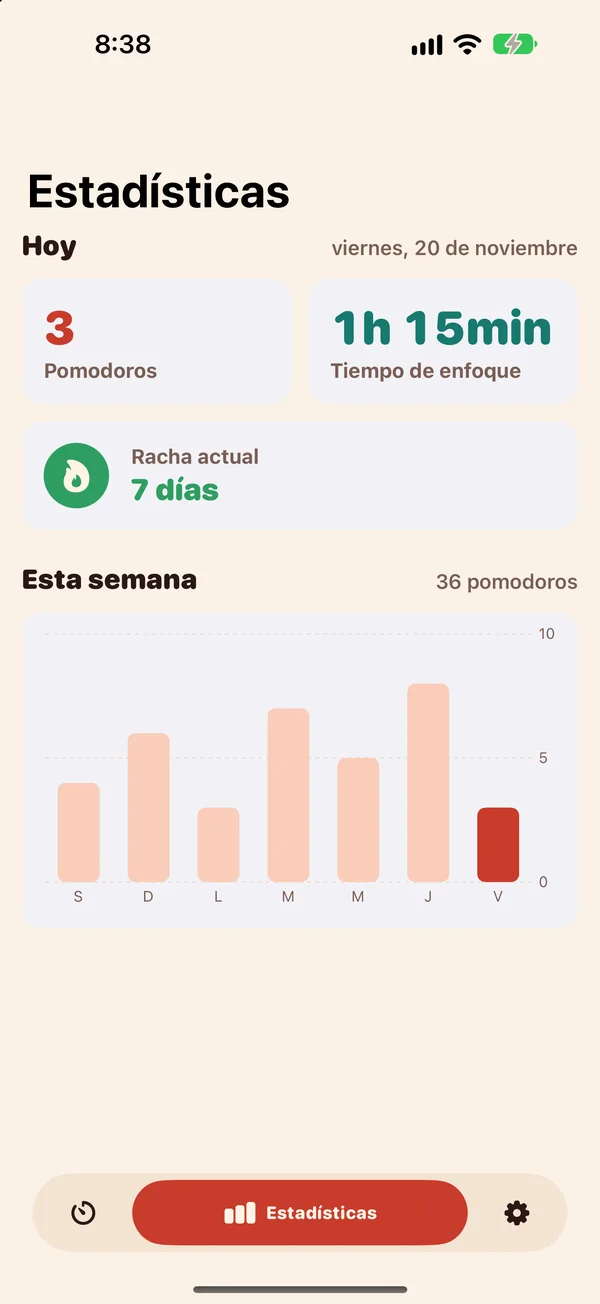 8:38
Estadísticas
Hoy viernes, 20 de noviembre
3 1h 15min
Pomodoros Tiempo de enfoque
Racha actual
7 días
Esta semana 36 pomodoros
10
5
0
S D L M M J V
Estadísticas